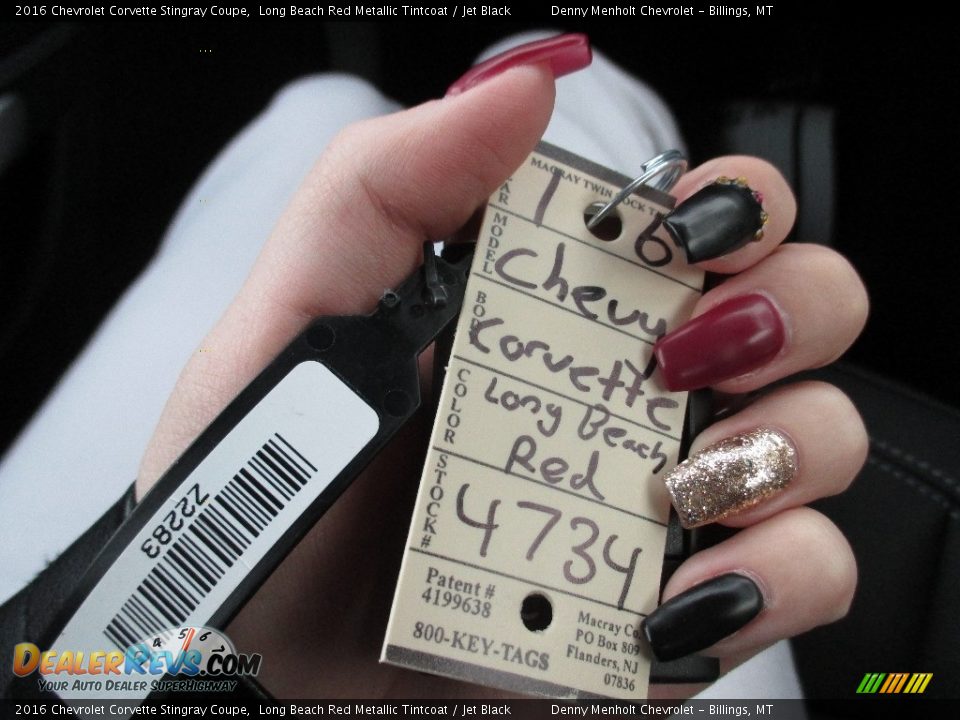 2016 Chevrolet Corvette Stingray Coupe, Long Beach Red Metallic Tintcoat / Jet Black Denny Menholt Chevrolet - Billings, MT
MACRAY TWIN LOCK
16
MODEL
Chevy
Corvette
COLOR
Long Beach
Red
STOCK#
4734
Patent #
4199638
800-KEY-TAGS
Macray Co.
PO Box 809
Flanders, NJ
07836
Z2283
4 5 6
DEALERREVS.COM
YOUR AUTO DEALER SUPERHIGHWAY
2016 Chevrolet Corvette Stingray Coupe, Long Beach Red Metallic Tintcoat / Jet Black Denny Menholt Chevrolet - Billings, MT